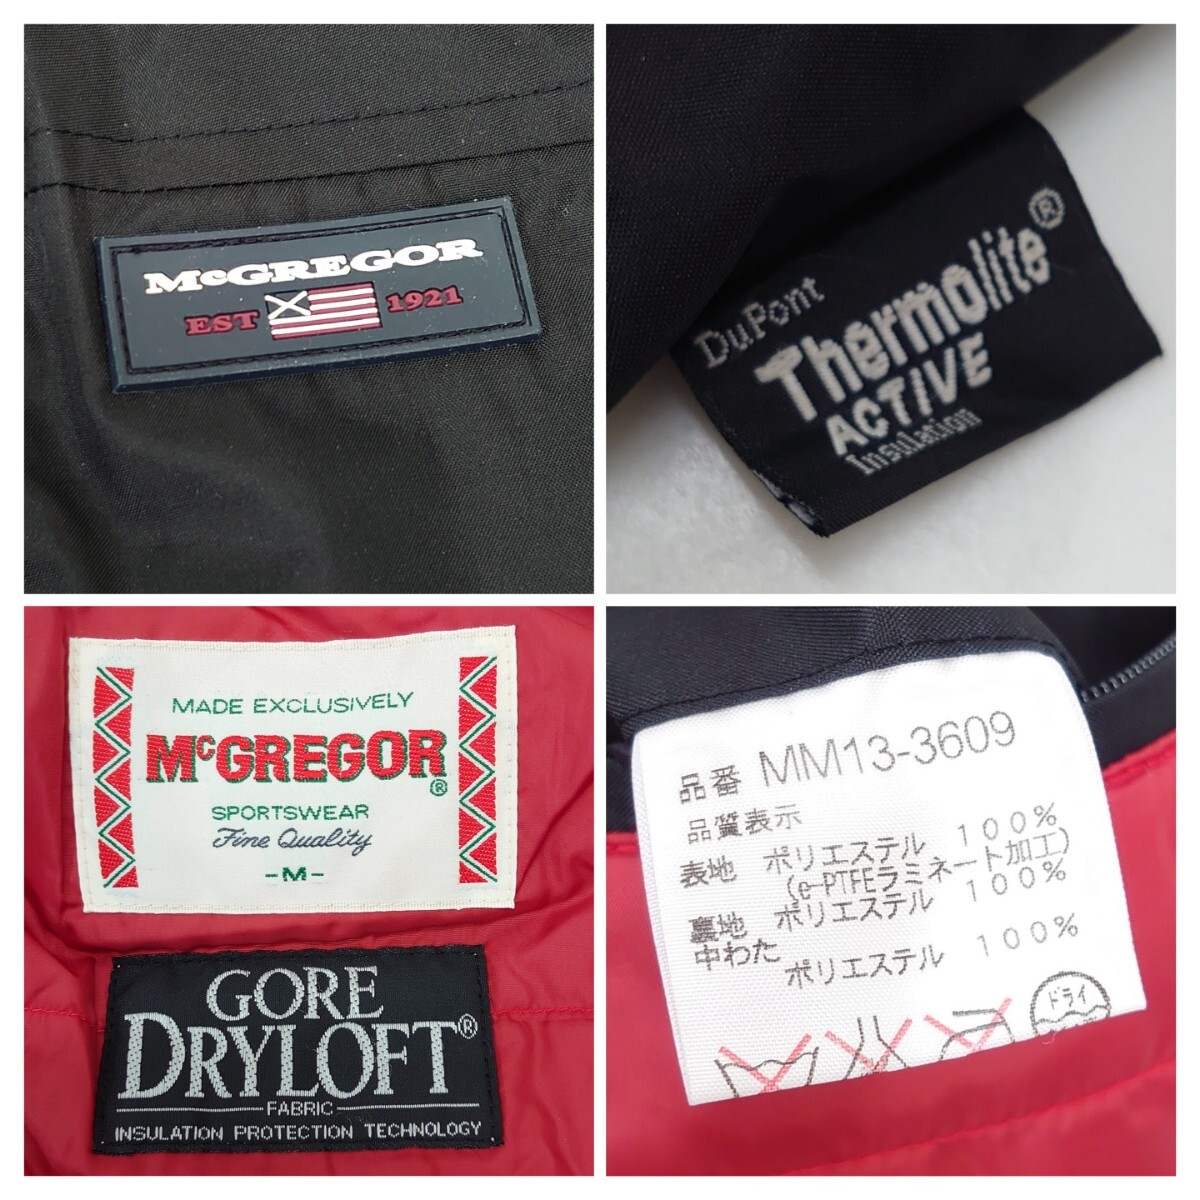 McGREGOR
EST 1921
DuPont
Thermolite®
ACTIVE
Insulation
MADE EXCLUSIVELY
McGREGOR®
SPORTSWEAR
Fine Quality
-M-
GORE
DRYLOFT®
FABRIC
INSULATION PROTECTION TECHNOLOGY
品番 MM13-3609
品質表示
表地 ポリエステル 100%
(e-PTFEラミネート加工)
裏地 ポリエステル 100%
中わた
ポリエステル 100%
ドライ